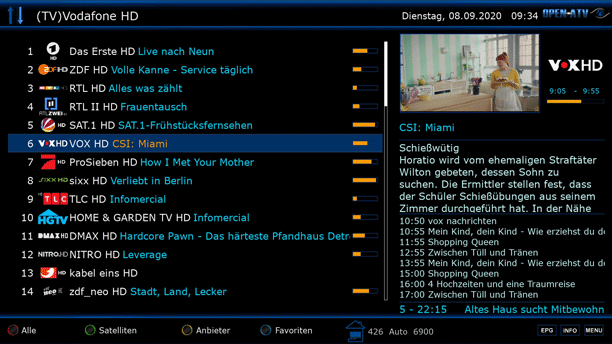 (TV)Vodafone HD
Dienstag, 08.09.2020 09:34 OPEN-ATV
1 Das Erste HD Live nach Neun
2 ZDF HD Volle Kanne - Service täglich
3 RTL HD Alles was zählt
4 RTL II HD Frauentausch
5 SAT.1 HD SAT.1-Frühstücksfernsehen
6 VOX HD VOX HD CSI: Miami
7 ProSieben HD How I Met Your Mother
8 sixx HD sixx HD Verliebt in Berlin
9 TLC TLC HD Infomercial
10 HGTV HOME & GARDEN TV HD Infomercial
11 DMAX HD DMAX HD Hardcore Pawn - Das härteste Pfandhaus Detr
12 NITRO HD NITRO HD Leverage
13 kabel eins HD
14 neo HD zdf_neo HD Stadt, Land, Lecker
VOX HD
9:05 - 9:55
CSI: Miami
Schießwütig
Horatio wird vom ehemaligen Straftäter
Wilton gebeten, dessen Sohn zu
suchen. Die Ermittler stellen fest, dass
der Schüler Schießübungen aus seinem
Zimmer durchgeführt hat. In der Nähe
10:50 vox nachrichten
10:55 Mein Kind, dein Kind - Wie erziehst du d
11:55 Shopping Queen
12:55 Zwischen Tüll und Tränen
13:55 Mein Kind, dein Kind - Wie erziehst du de
15:00 Shopping Queen
16:00 4 Hochzeiten und eine Traumreise
17:00 Zwischen Tüll und Tränen
5 - 22:15 Altes Haus sucht Mitbewohn
Alle Satelliten Anbieter Favoriten 426 Auto 6900 EPG INFO MENU